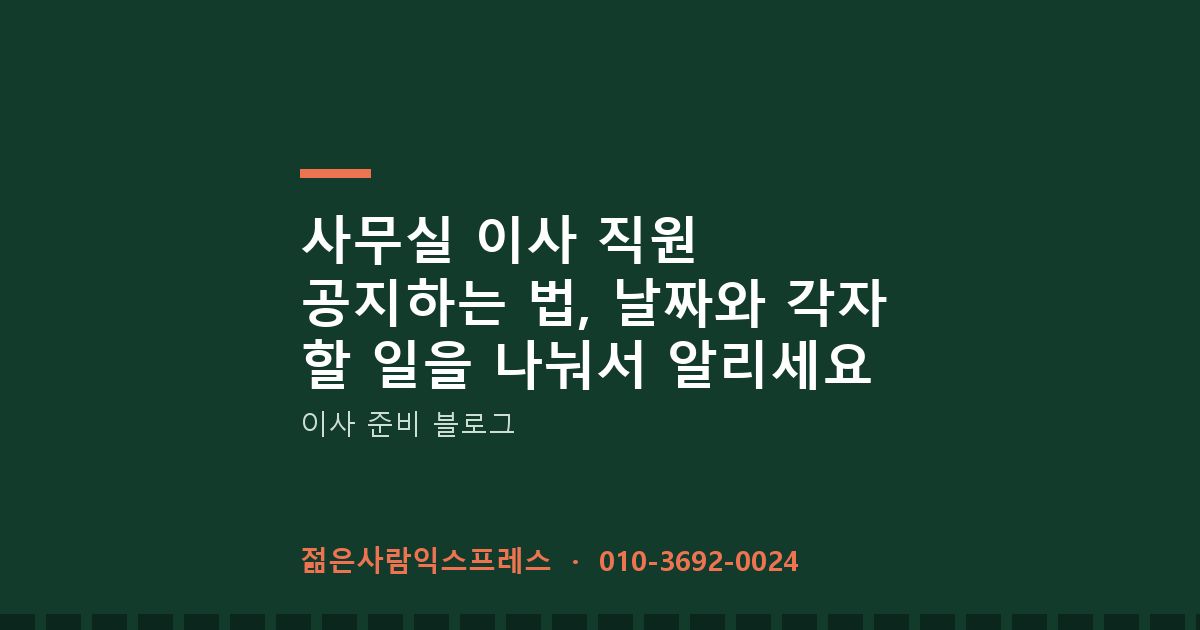 사무실 이사 직원
공지하는 법, 날짜와 각자
할 일을 나눠서 알리세요
이사 준비 블로그
젊은사람익스프레스 · 010-3692-0024